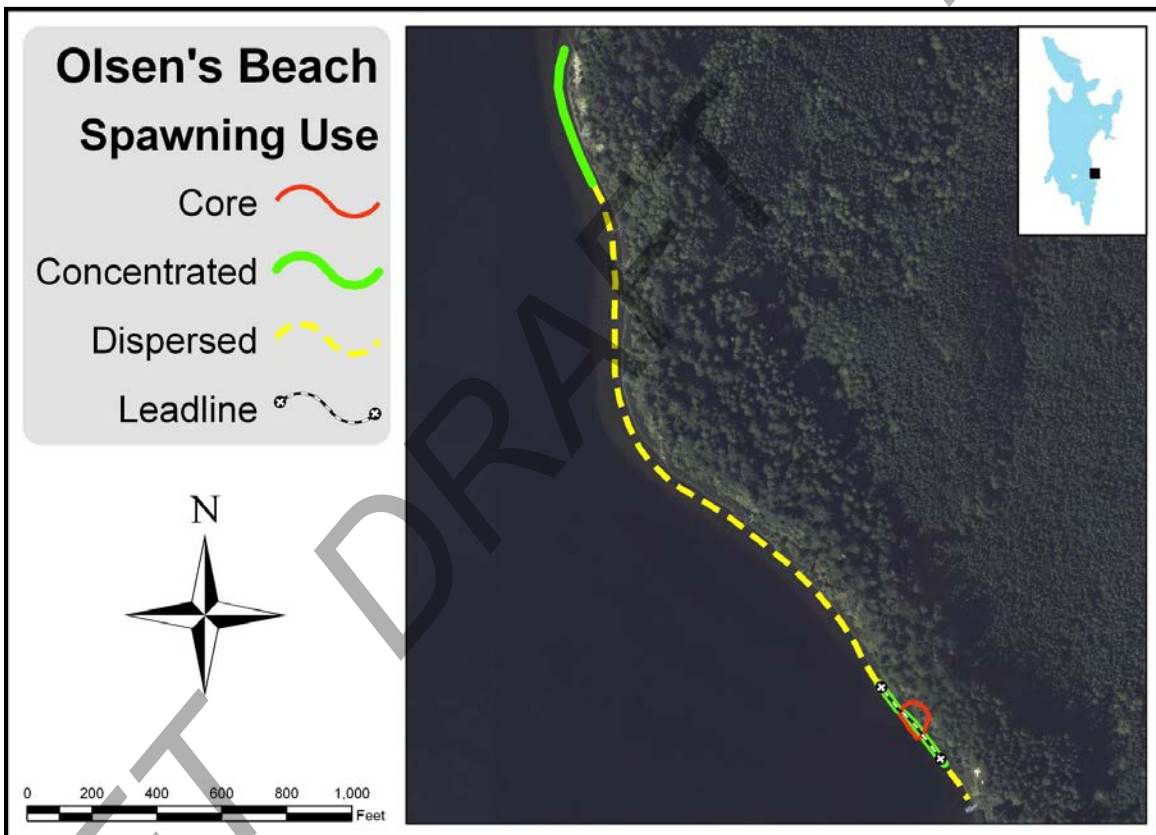 Olsen's Beach
Spawning Use
Core
Concentrated
Dispersed
Leadline
N
0 200 400 600 800 1,000
Feet
DRAFT